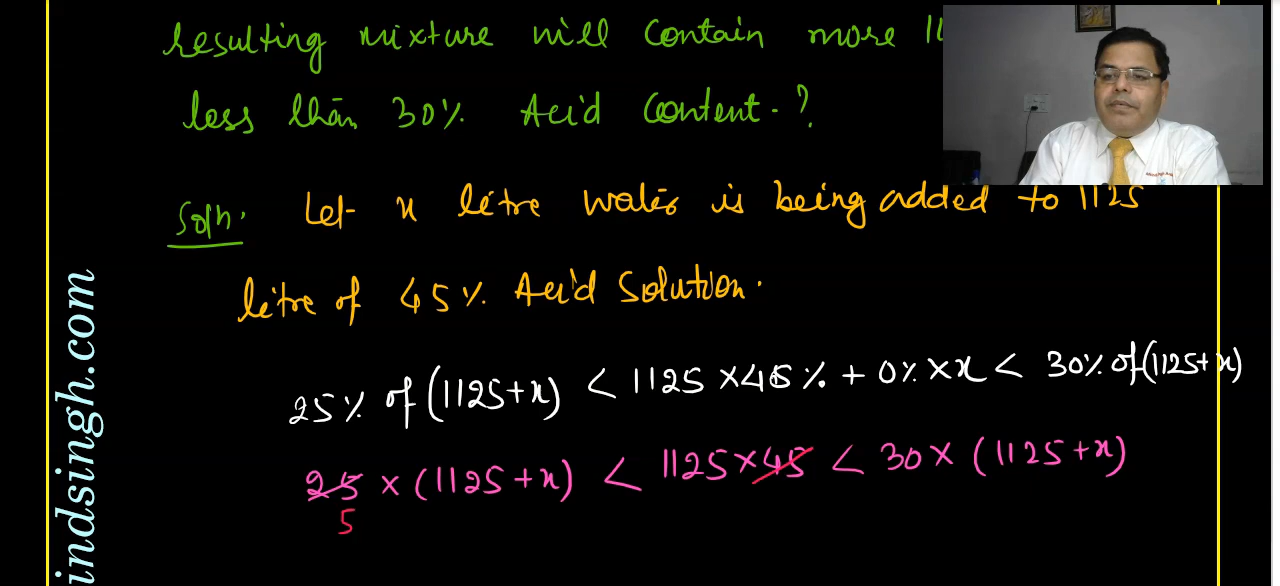 resulting mixture will contain more
less than 30% Acid Content-?
Soln. Let x litre water is being added to 1125
litre of 45% Acid Solution.
25% of (1125+x) < 1125 × 45% + 0% × x < 30% of (1125+x)
25 × (1125+x) < 1125 × 45 < 30 × (1125+x)
5
indsingh.com